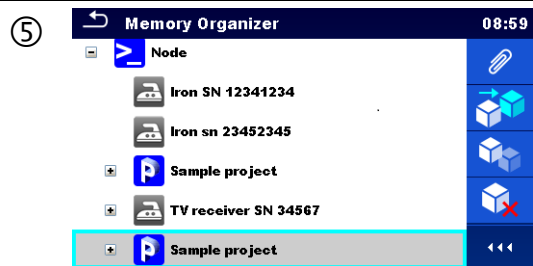 ⑤
Memory Organizer 08:59
Node
Iron SN 12341234
Iron sn 23452345
Sample project
TV receiver SN 34567
Sample project